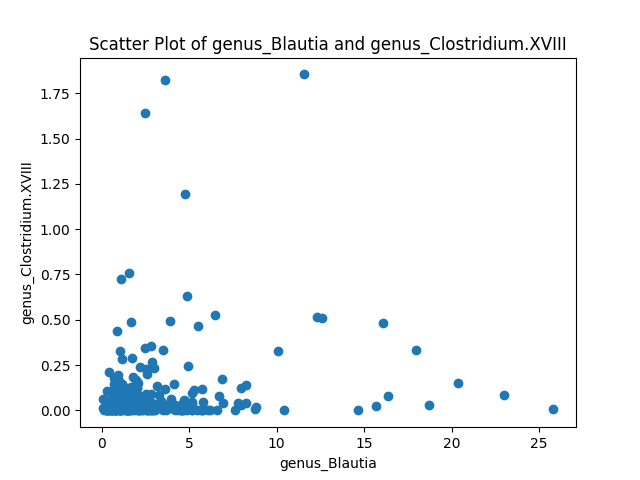 Scatter Plot of genus_Blautia and genus_Clostridium.XVIII
genus_Clostridium.XVIII
1.75
1.50
1.25
1.00
0.75
0.50
0.25
0.00
0 5 10 15 20 25
genus_Blautia